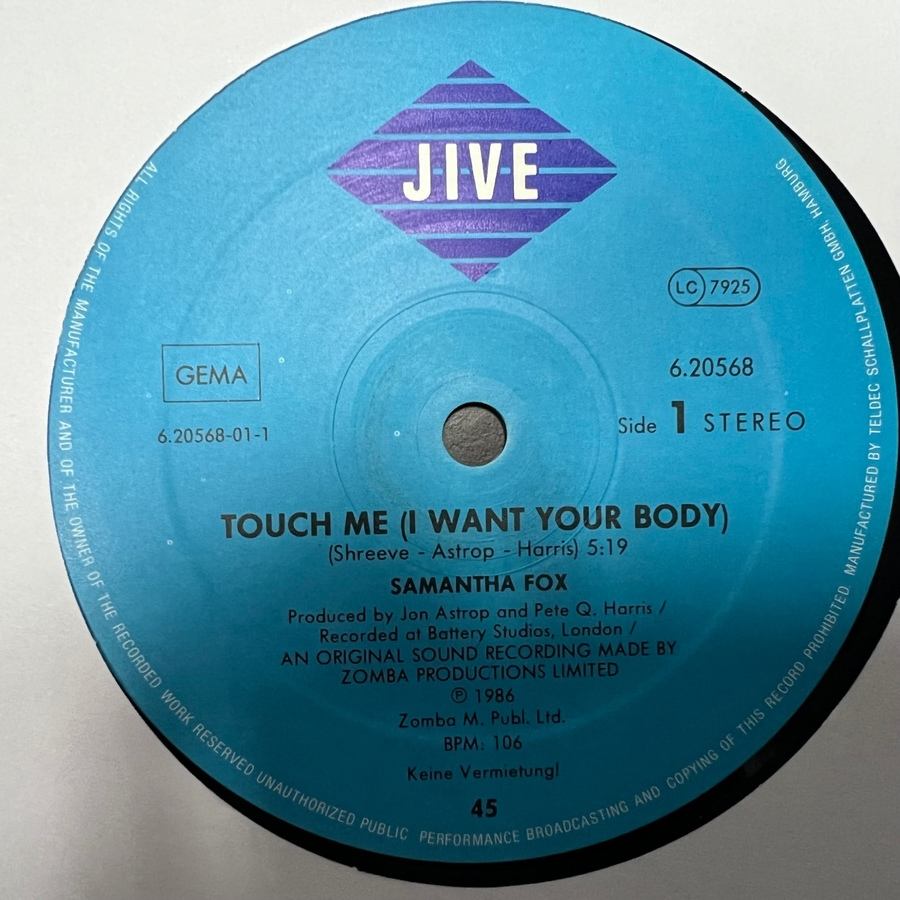 JIVE
LC 7925
GEMA
6.20568
6.20568-01-1
Side 1 STEREO
TOUCH ME (I WANT YOUR BODY)
(Shreeve - Astrop - Harris) 5:19
SAMANTHA FOX
Produced by Jon Astrop and Pete Q. Harris /
Recorded at Battery Studios, London /
AN ORIGINAL SOUND RECORDING MADE BY
ZOMBA PRODUCTIONS LIMITED
℗ 1986
Zomba M. Publ. Ltd.
BPM: 106
Keine Vermietung!
45
ALL RIGHTS OF THE MANUFACTURER AND OF THE OWNER OF THE RECORDED WORK RESERVED UNAUTHORIZED PUBLIC PERFORMANCE BROADCASTING AND COPYING OF THIS RECORD PROHIBITED MANUFACTURED BY TELDEC SCHALLPLATTEN GMBH, HAMBURG